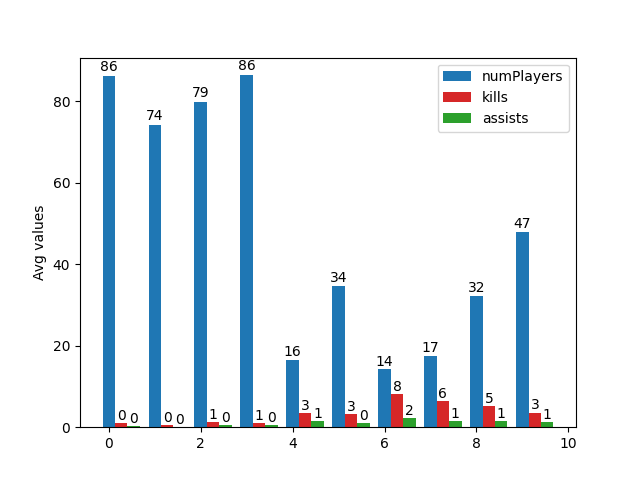 86 74 79 86 16 34 14 17 32 47
0 0 1 1 3 3 8 6 5 3
0 0 0 0 1 0 2 1 1 1
numPlayers
kills
assists
Avg values
80
60
40
20
0
0 2 4 6 8 10